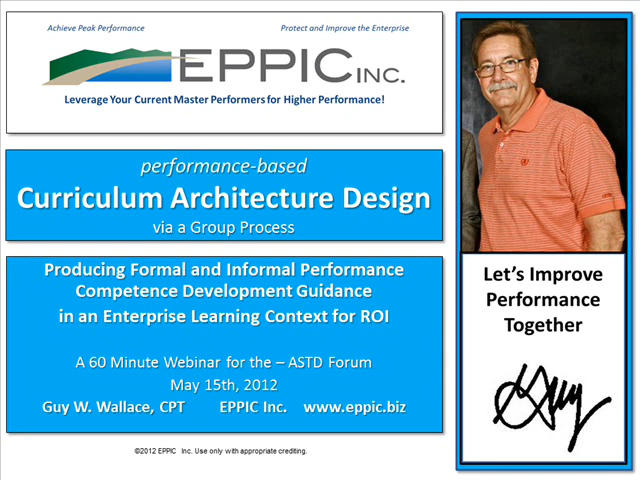 Achieve Peak Performance
Protect and Improve the Enterprise
EPPIC INC.
Leverage Your Current Master Performers for Higher Performance!
performance-based
Curriculum Architecture Design
via a Group Process
Producing Formal and Informal Performance
Competence Development Guidance
in an Enterprise Learning Context for ROI
A 60 Minute Webinar for the – ASTD Forum
May 15th, 2012
Guy W. Wallace, CPT EPPIC Inc. www.eppic.biz
©2012 EPPIC Inc. Use only with appropriate crediting.
Let's Improve
Performance
Together
Guy